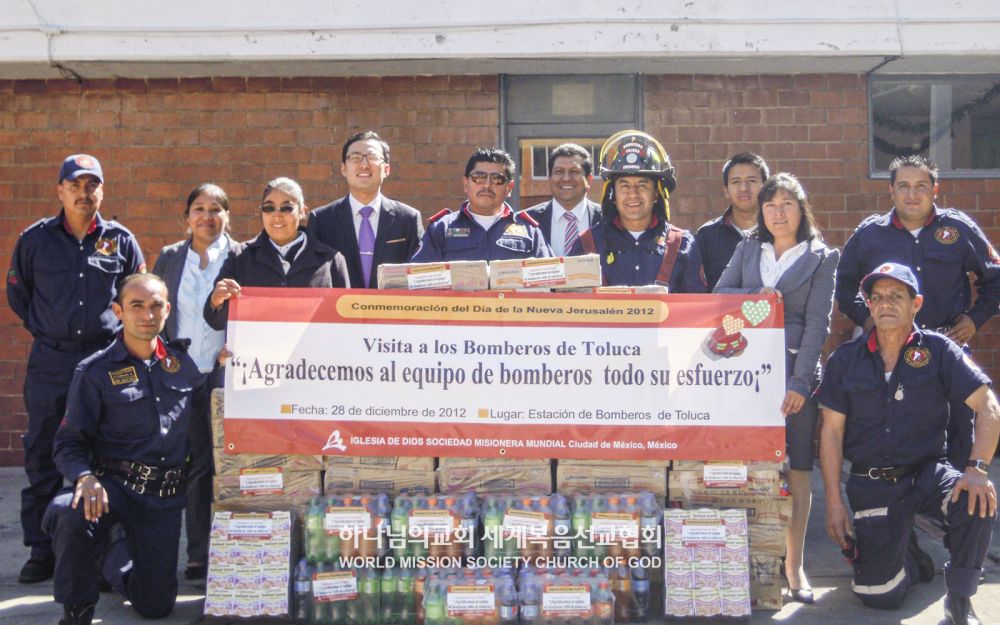 BOMBEROS
TOLUCA
Conmemoración del Día de la Nueva Jerusalén 2012
Visita a los Bomberos de Toluca
“¡Agradecemos al equipo de bomberos todo su esfuerzo¡”
Fecha: 28 de diciembre de 2012 Lugar: Estación de Bomberos de Toluca
IGLESIA DE DIOS SOCIEDAD MISIONERA MUNDIAL Ciudad de México, México
하나님의교회 세계복음선교협회
WORLD MISSION SOCIETY CHURCH OF GOD